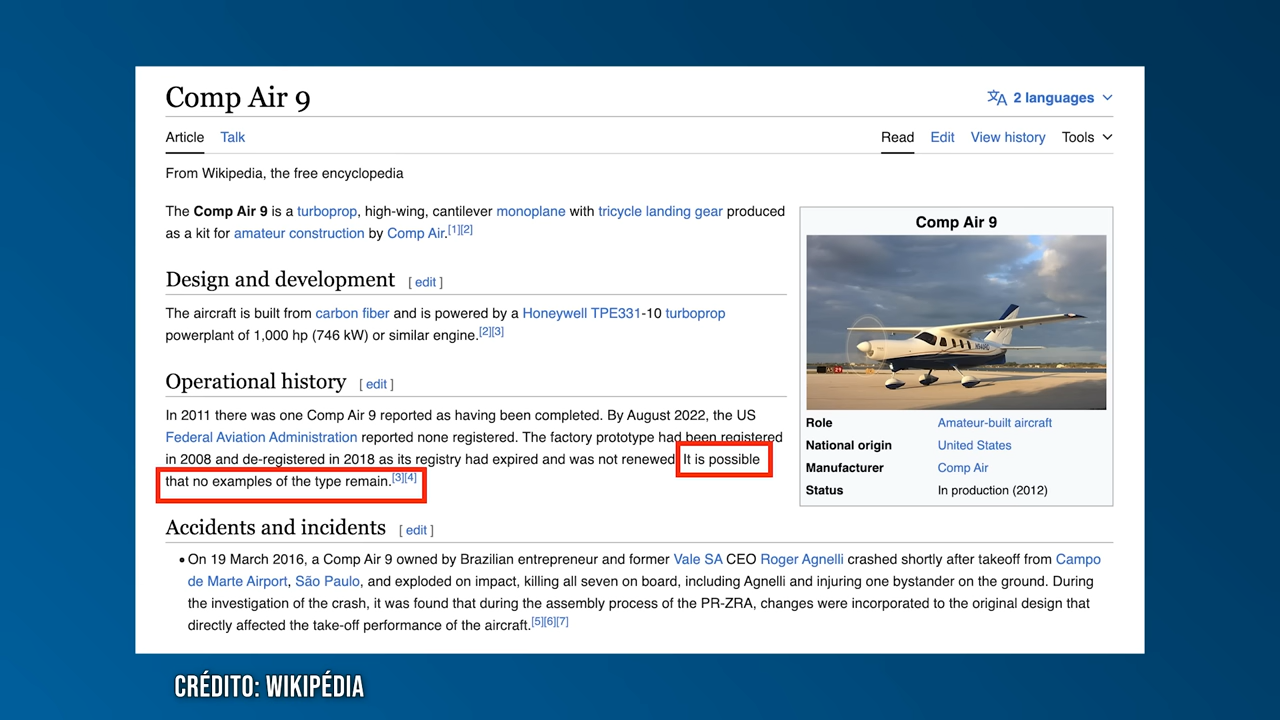 Comp Air 9
2 languages
Article Talk
Read Edit View history Tools
From Wikipedia, the free encyclopedia
The Comp Air 9 is a turboprop, high-wing, cantilever monoplane with tricycle landing gear produced
as a kit for amateur construction by Comp Air.[1][2]
Design and development [ edit ]
The aircraft is built from carbon fiber and is powered by a Honeywell TPE331-10 turboprop
powerplant of 1,000 hp (746 kW) or similar engine.[2][3]
Operational history [ edit ]
In 2011 there was one Comp Air 9 reported as having been completed. By August 2022, the US
Federal Aviation Administration reported none registered. The factory prototype had been registered
in 2008 and de-registered in 2018 as its registry had expired and was not renewed. It is possible
that no examples of the type remain.[3][4]
Comp Air 9
Role Amateur-built aircraft
National origin United States
Manufacturer Comp Air
Status In production (2012)
Accidents and incidents [ edit ]
• On 19 March 2016, a Comp Air 9 owned by Brazilian entrepreneur and former Vale SA CEO Roger Agnelli crashed shortly after takeoff from Campo
de Marte Airport, São Paulo, and exploded on impact, killing all seven on board, including Agnelli and injuring one bystander on the ground. During
the investigation of the crash, it was found that during the assembly process of the PR-ZRA, changes were incorporated to the original design that
directly affected the take-off performance of the aircraft.[5][6][7]
CRÉDITO: WIKIPÉDIA